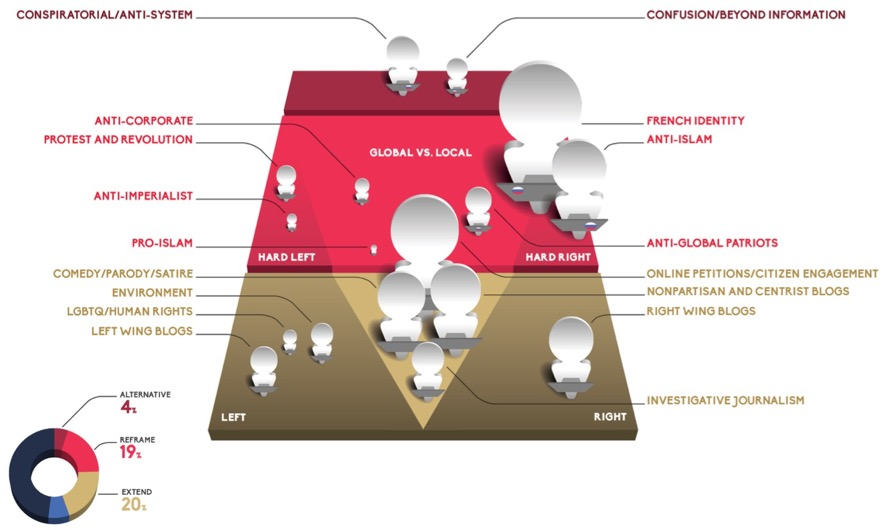 CONSPIRATORIAL/ANTI-SYSTEM
CONFUSION/BEYOND INFORMATION
ANTI-CORPORATE
FRENCH IDENTITY
PROTEST AND REVOLUTION
ANTI-ISLAM
GLOBAL VS. LOCAL
ANTI-IMPERIALIST
PRO-ISLAM
ANTI-GLOBAL PATRIOTS
HARD LEFT
HARD RIGHT
COMEDY/PARODY/SATIRE
ONLINE PETITIONS/CITIZEN ENGAGEMENT
ENVIRONMENT
NONPARTISAN AND CENTRIST BLOGS
LGBTQ/HUMAN RIGHTS
RIGHT WING BLOGS
LEFT WING BLOGS
INVESTIGATIVE JOURNALISM
LEFT
RIGHT
ALTERNATIVE
4%
REFRAME
19%
EXTEND
20%